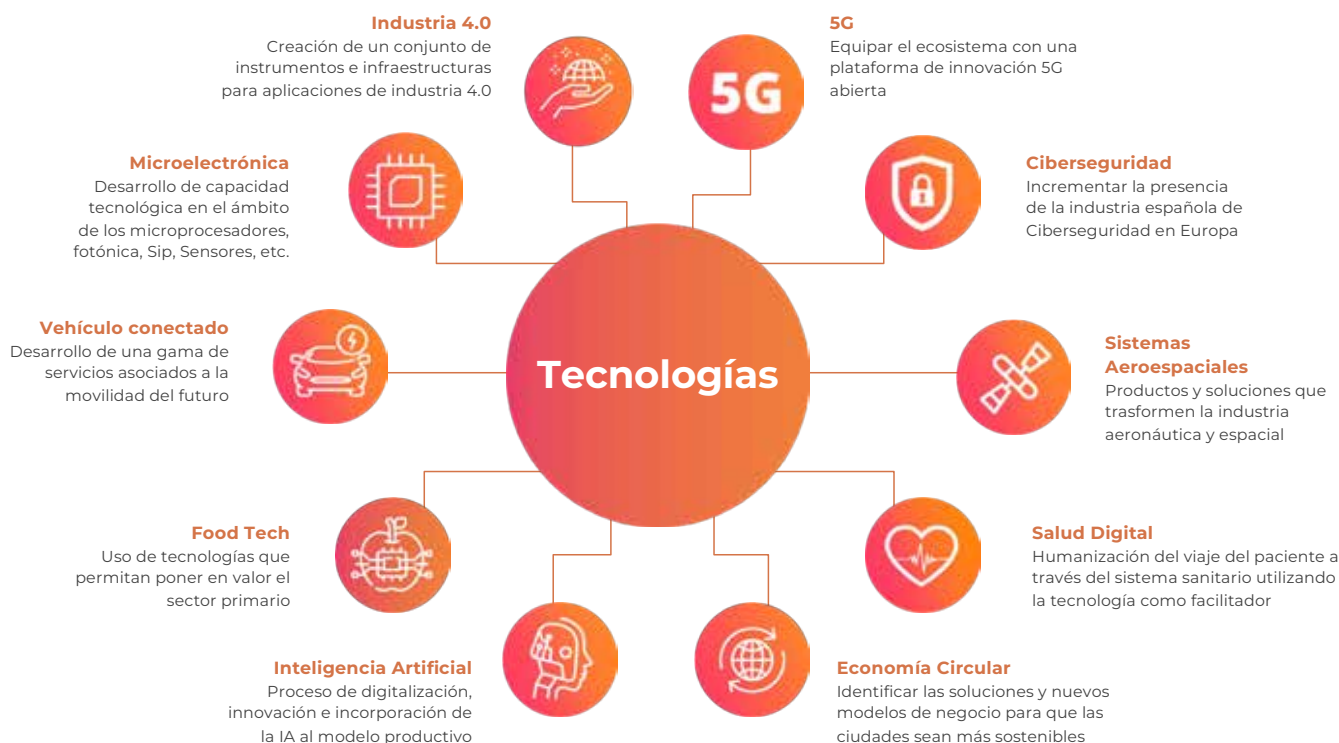 Industria 4.0
Creación de un conjunto de
instrumentos e infraestructuras
para aplicaciones de industria 4.0
5G
5G
Equipar el ecosistema con una
plataforma de innovación 5G
abierta
Microelectrónica
Desarrollo de capacidad
tecnológica en el ámbito
de los microprocesadores,
fotónica, Sip, Sensores, etc.
Ciberseguridad
Incrementar la presencia
de la industria española de
Ciberseguridad en Europa
Vehículo conectado
Desarrollo de una gama de
servicios asociados a la
movilidad del futuro
Tecnologías
Sistemas
Aeroespaciales
Productos y soluciones que
trasformen la industria
aeronáutica y espacial
Food Tech
Uso de tecnologías que
permitan poner en valor el
sector primario
Salud Digital
Humanización del viaje del paciente a
través del sistema sanitario utilizando
la tecnología como facilitador
Inteligencia Artificial
Proceso de digitalización,
innovación e incorporación de
la IA al modelo productivo
Economía Circular
Identificar las soluciones y nuevos
modelos de negocio para que las
ciudades sean más sostenibles